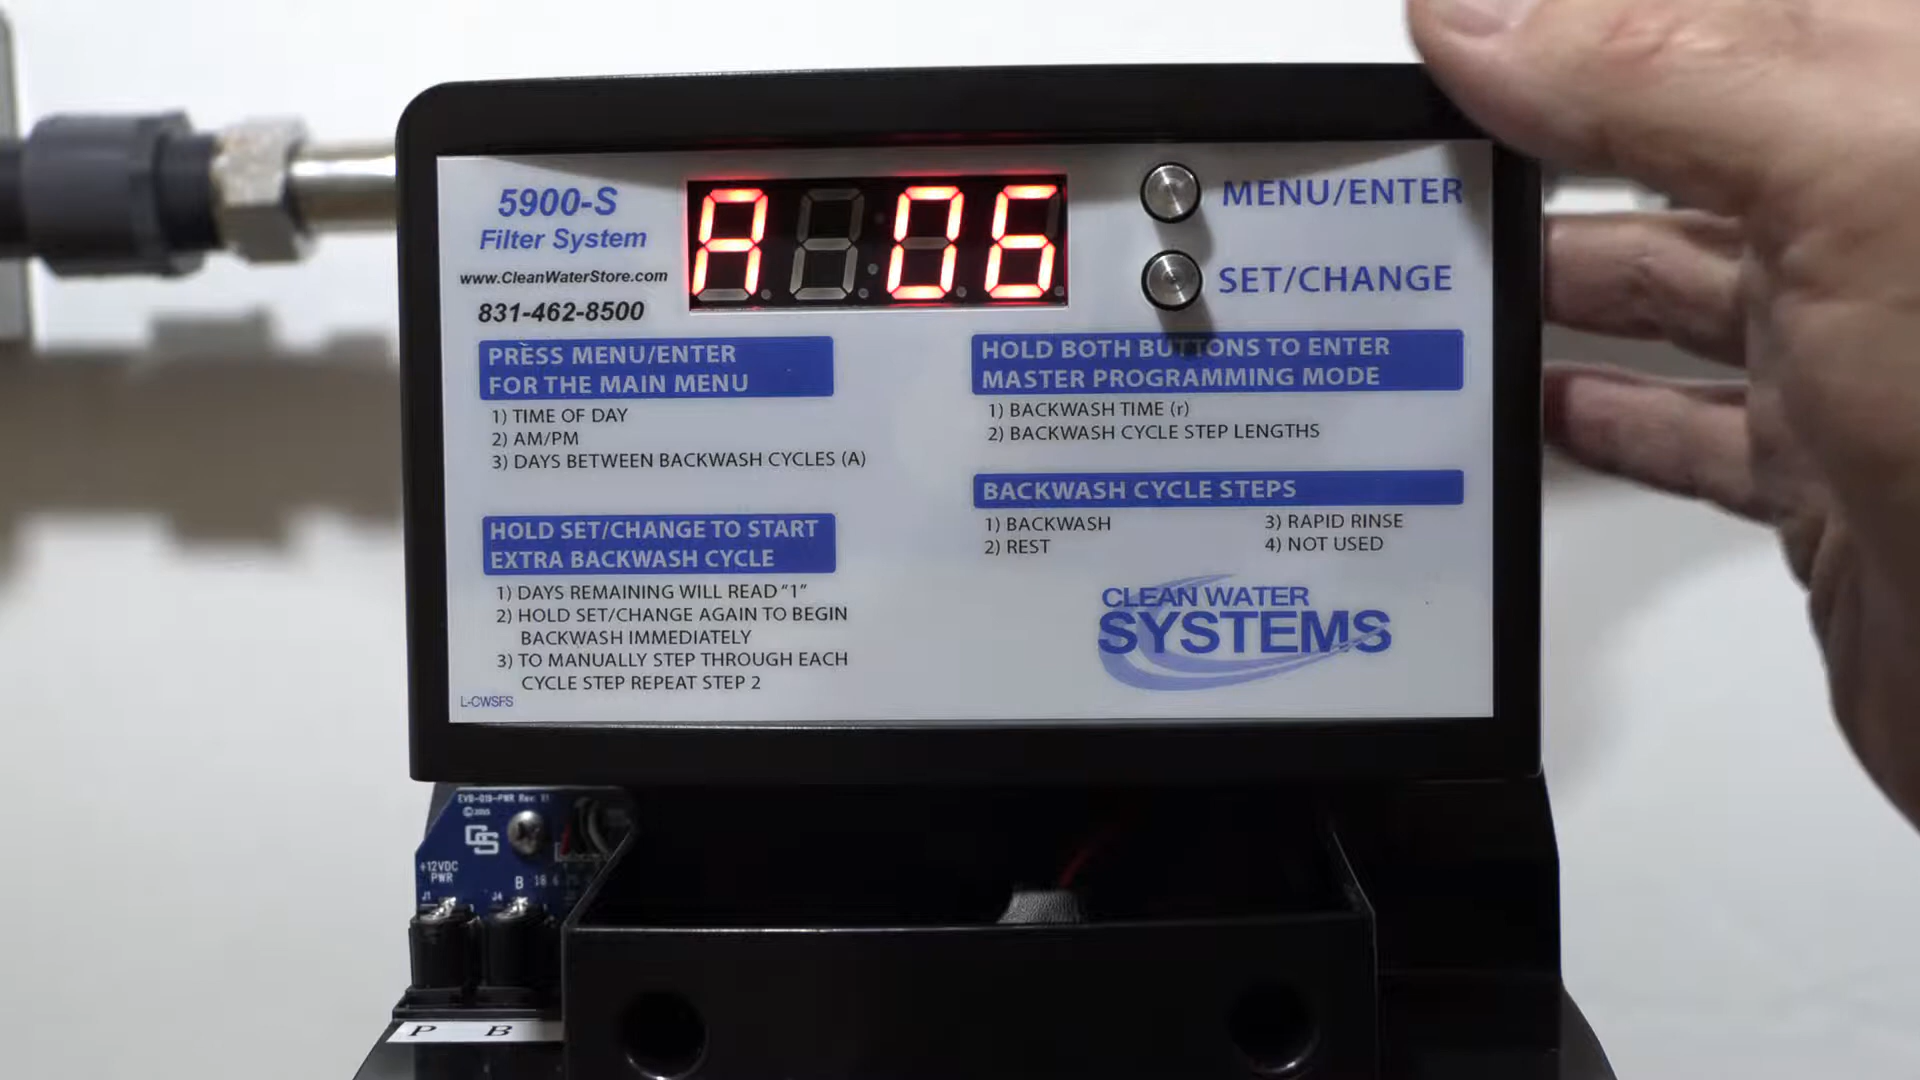 5900-S
Filter System
www.CleanWaterStore.com
831-462-8500
A 06
MENU/ENTER
SET/CHANGE
PRESS MENU/ENTER
FOR THE MAIN MENU
1) TIME OF DAY
2) AM/PM
3) DAYS BETWEEN BACKWASH CYCLES (A)
HOLD SET/CHANGE TO START
EXTRA BACKWASH CYCLE
1) DAYS REMAINING WILL READ "1"
2) HOLD SET/CHANGE AGAIN TO BEGIN
BACKWASH IMMEDIATELY
3) TO MANUALLY STEP THROUGH EACH
CYCLE STEP REPEAT STEP 2
L-CWSFS
HOLD BOTH BUTTONS TO ENTER
MASTER PROGRAMMING MODE
1) BACKWASH TIME (r)
2) BACKWASH CYCLE STEP LENGTHS
BACKWASH CYCLE STEPS
1) BACKWASH
2) REST
3) RAPID RINSE
4) NOT USED
CLEAN WATER
SYSTEMS
+12VDC
PWR
J1
J4
B
P B